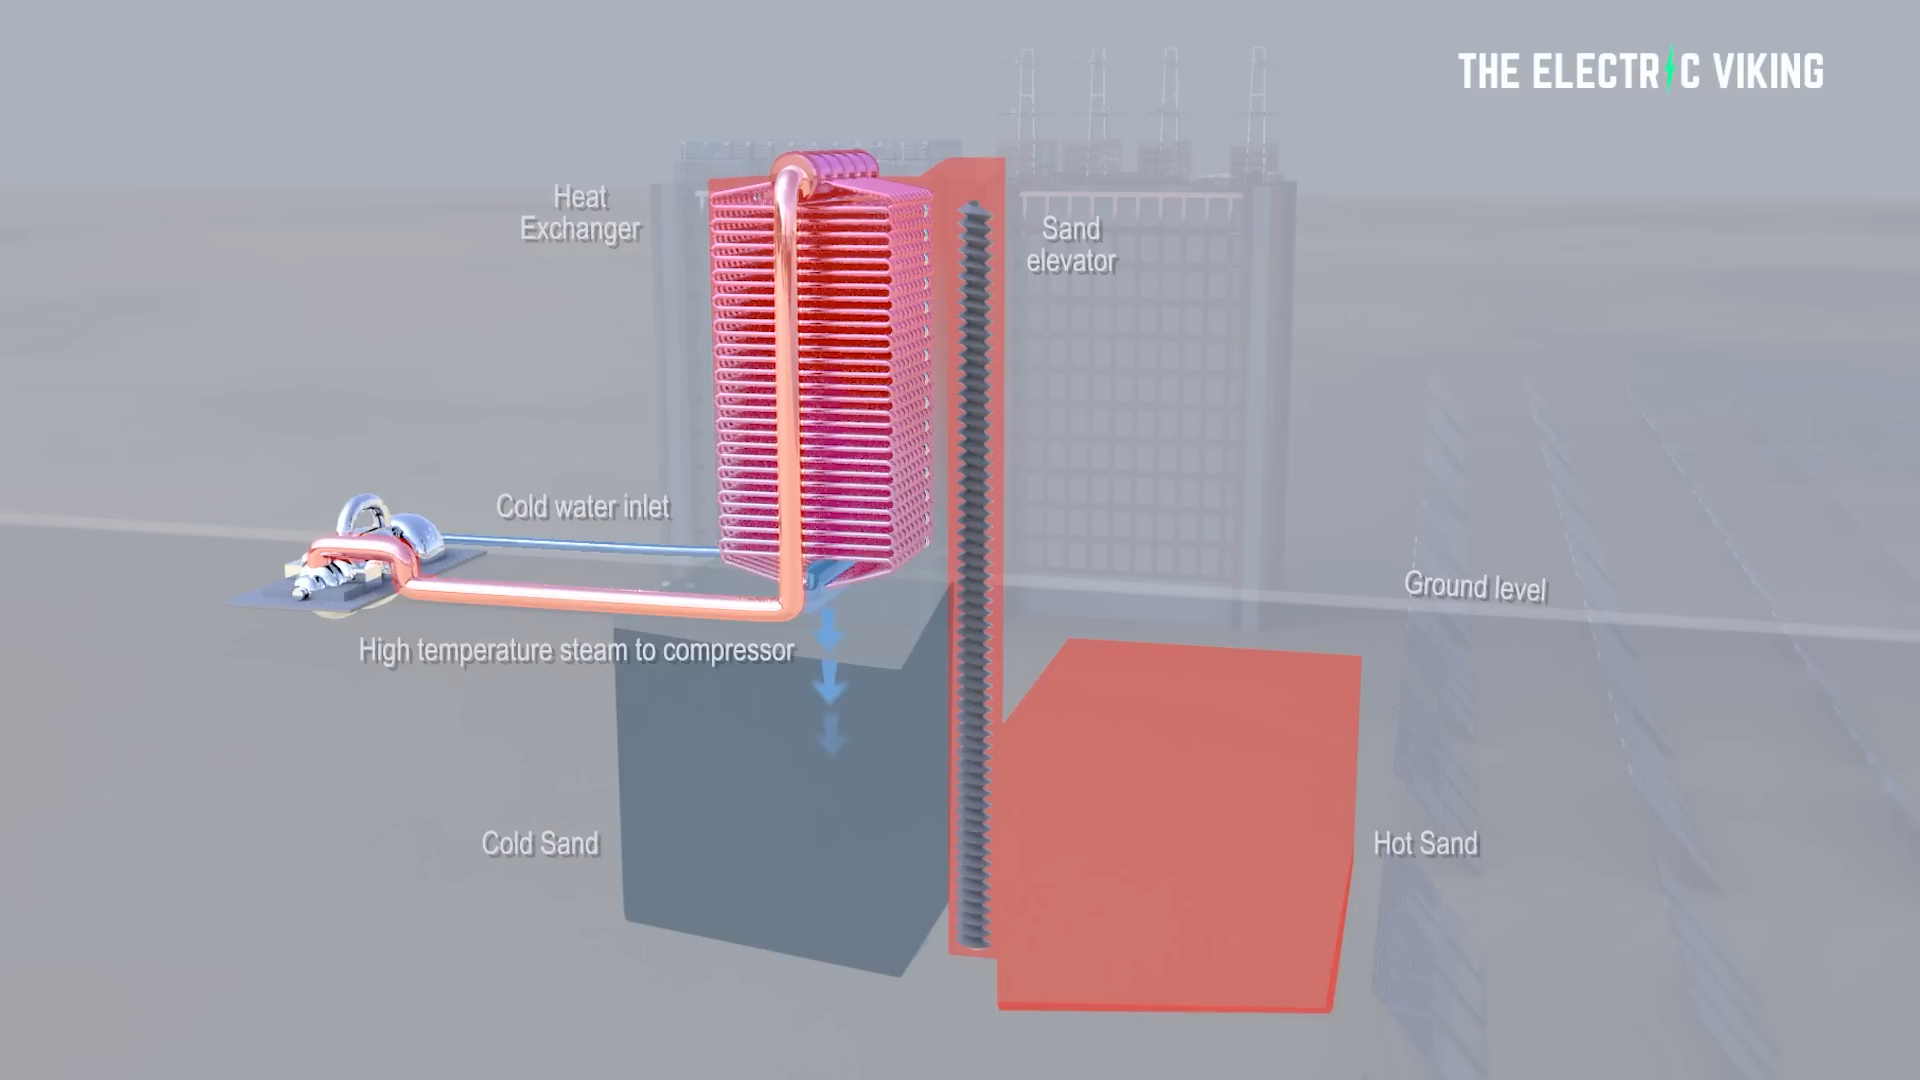 THE ELECTRIC VIKING
Heat
Exchanger
Sand
elevator
Cold water inlet
Ground level
High temperature steam to compressor
Cold Sand
Hot Sand